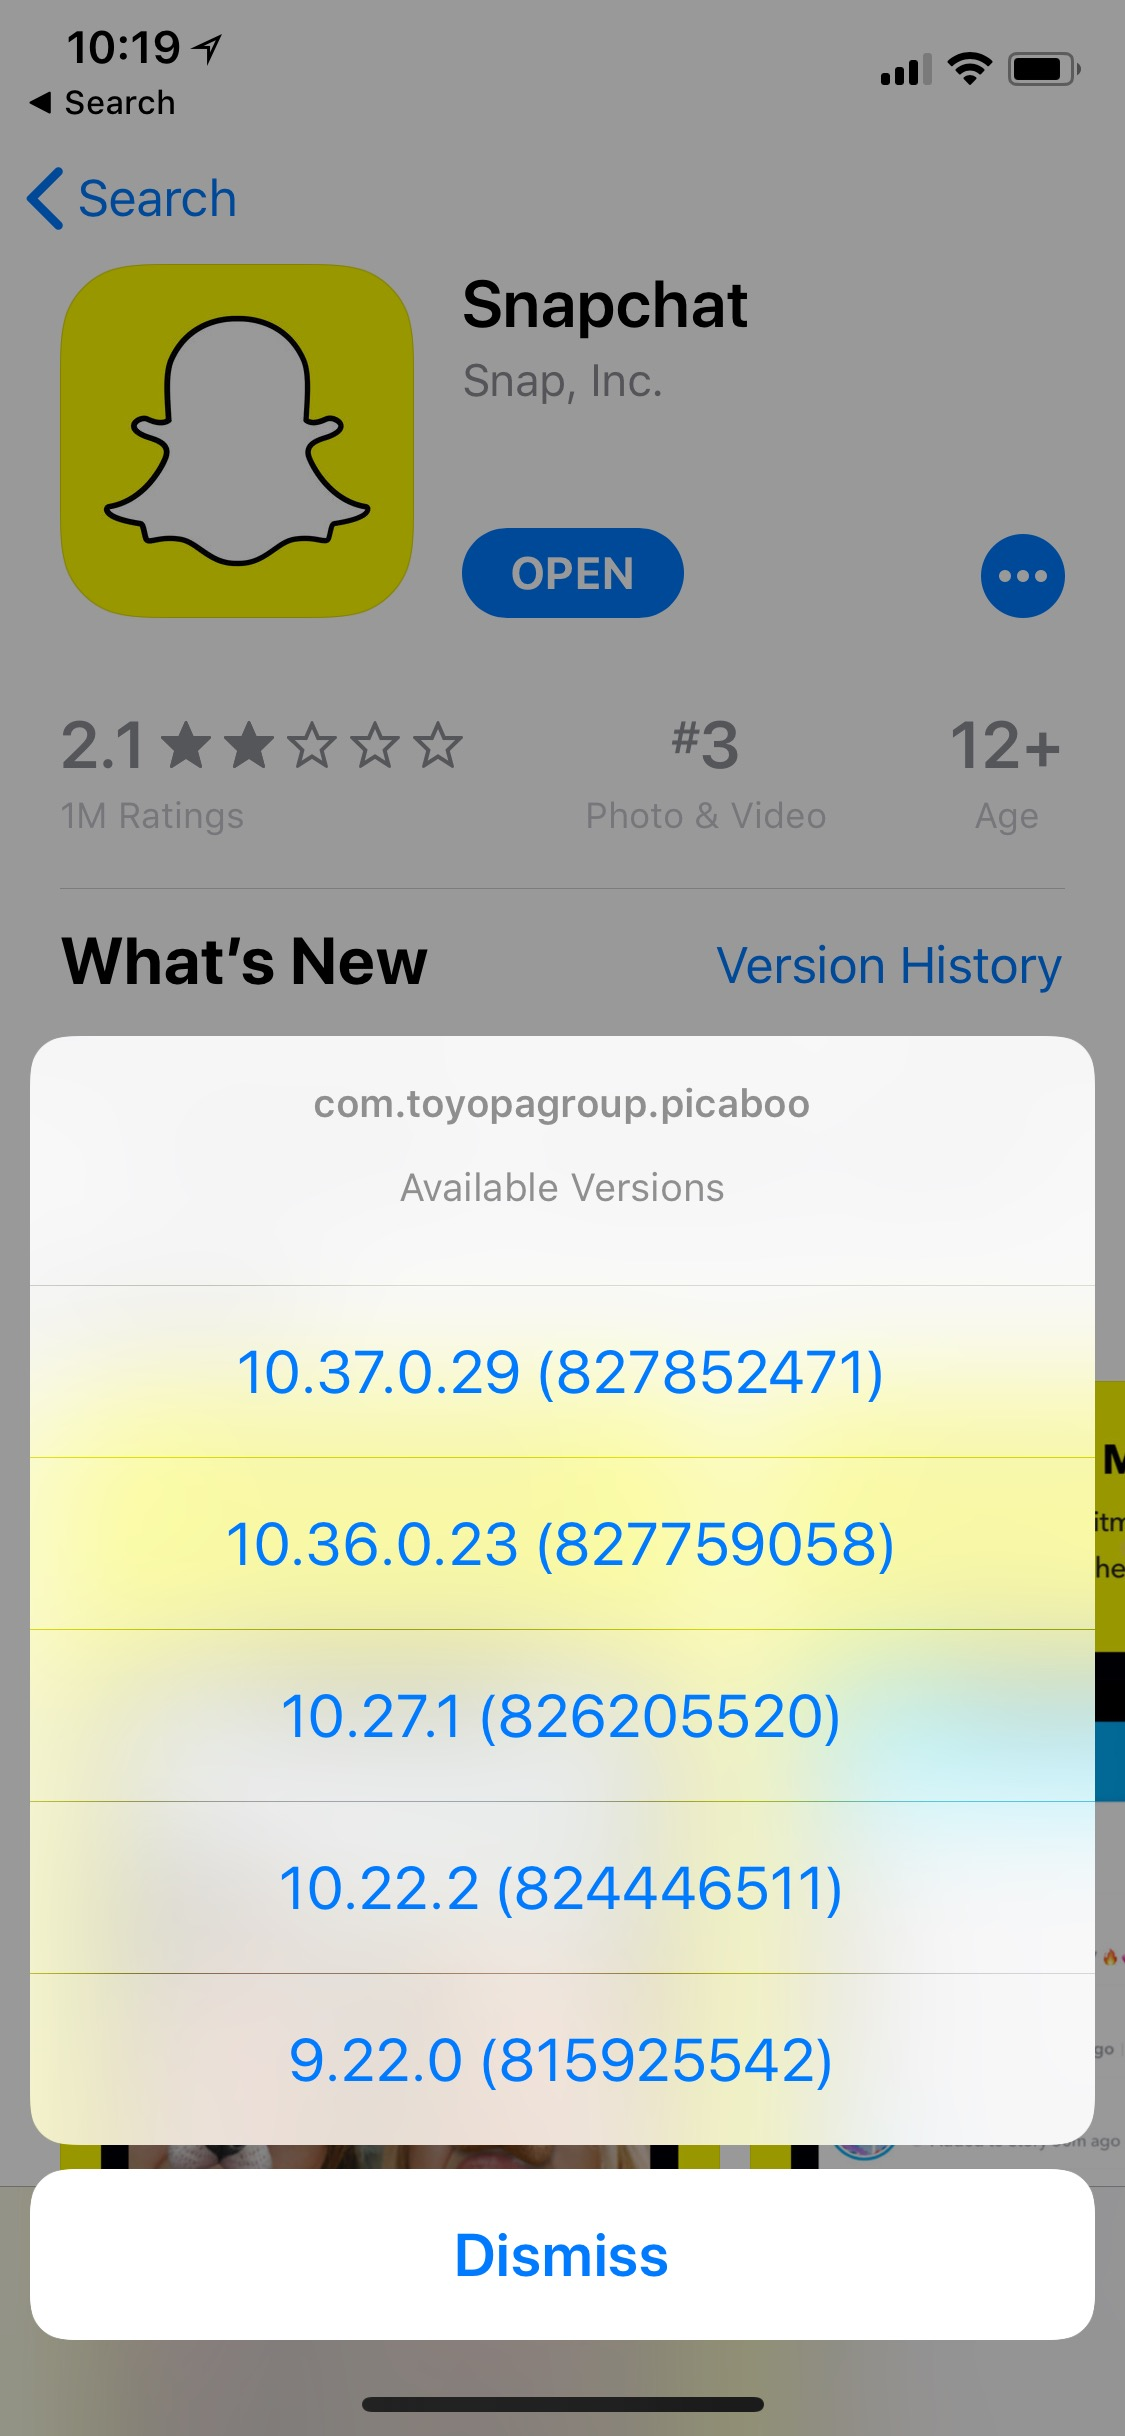 10:19
Search
Search
Snapchat
Snap, Inc.
OPEN
2.1
#3
12+
1M Ratings
Photo & Video
Age
What's New
Version History
com.toyopagroup.picaboo
Available Versions
10.37.0.29 (827852471)
10.36.0.23 (827759058)
10.27.1 (826205520)
10.22.2 (824446511)
9.22.0 (815925542)
ago
Dismiss